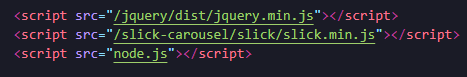 <script src="/jquery/dist/jquery.min.js"></script>
<script src="/slick-carousel/slick/slick.min.js"></script>
<script src="node.js"></script>